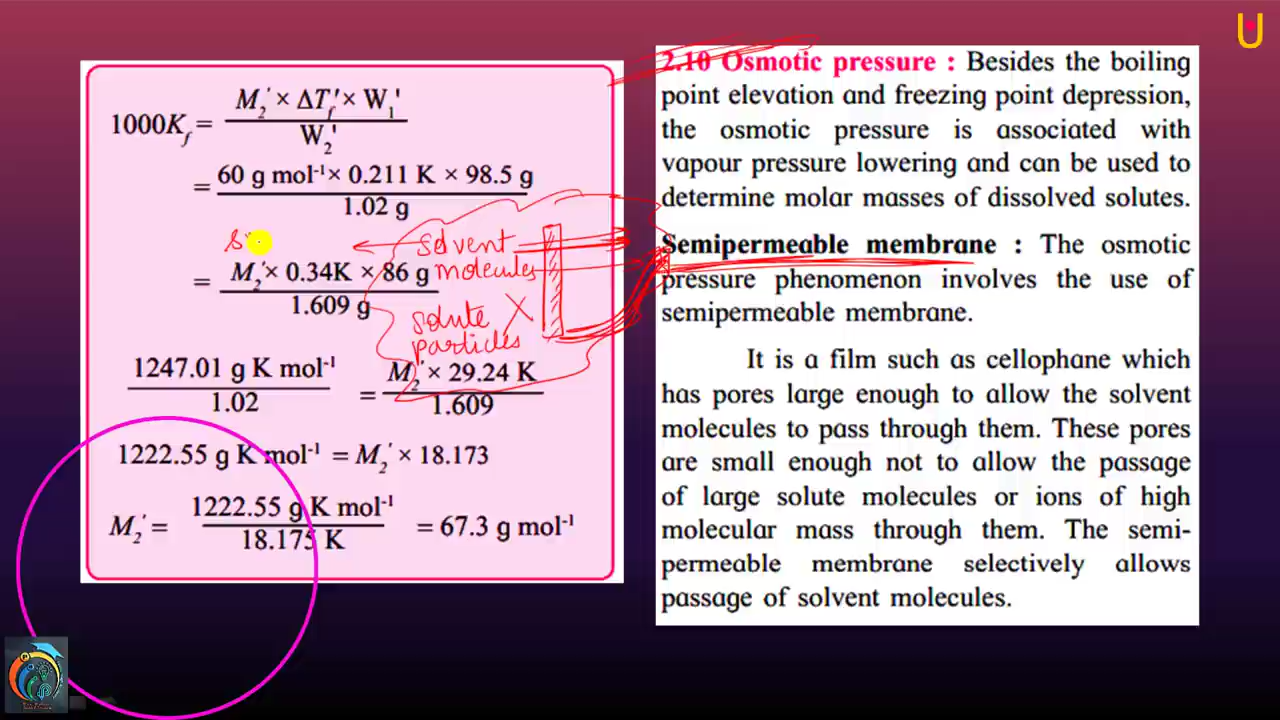 1000K_f = M_2' × ΔT_f' × W_1' / W_2'
= 60 g mol⁻¹ × 0.211 K × 98.5 g / 1.02 g
= M_2' × 0.34K × 86 g / 1.609 g
1247.01 g K mol⁻¹ / 1.02 = M_2' × 29.24 K / 1.609
1222.55 g K mol⁻¹ = M_2' × 18.173
M_2' = 1222.55 g K mol⁻¹ / 18.175 K = 67.3 g mol⁻¹
solvent
molecules
solute
particles
2.10 Osmotic pressure : Besides the boiling
point elevation and freezing point depression,
the osmotic pressure is associated with
vapour pressure lowering and can be used to
determine molar masses of dissolved solutes.
Semipermeable membrane : The osmotic
pressure phenomenon involves the use of
semipermeable membrane.
It is a film such as cellophane which
has pores large enough to allow the solvent
molecules to pass through them. These pores
are small enough not to allow the passage
of large solute molecules or ions of high
molecular mass through them. The semi-
permeable membrane selectively allows
passage of solvent molecules.
U